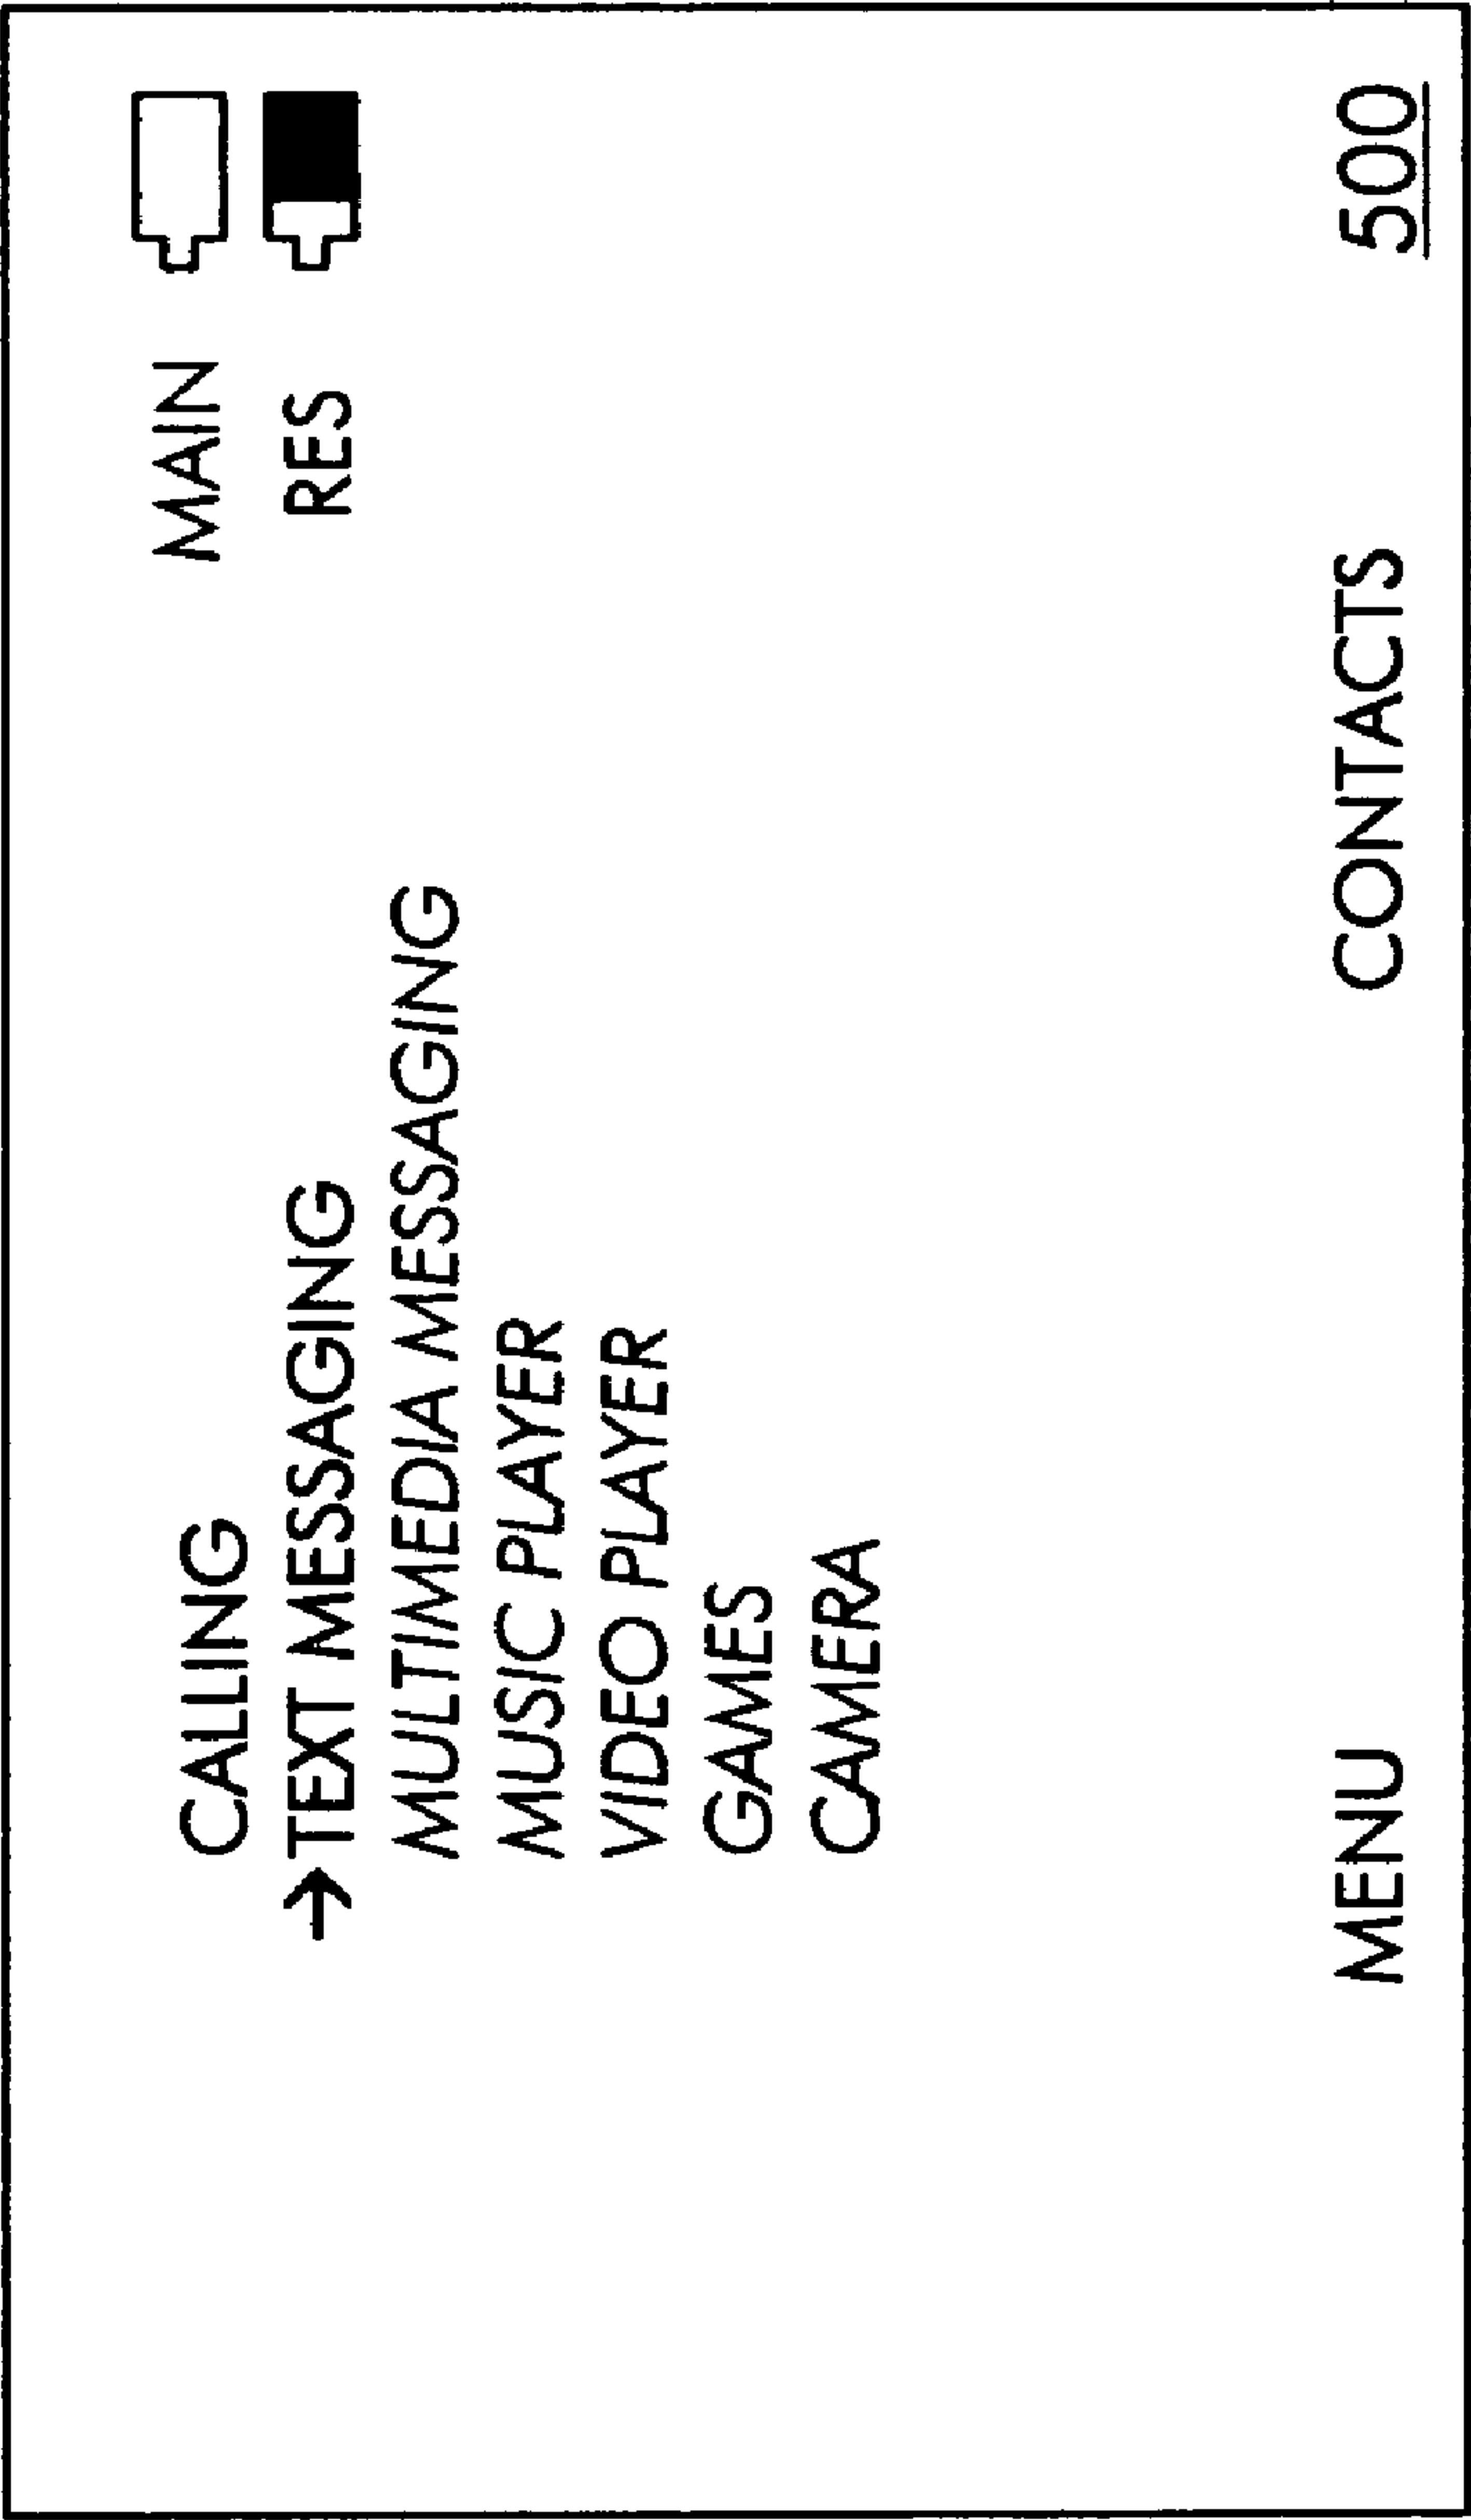 MAIN
RES
CALLING
→TEXT MESSAGING
MULTIMEDIA MESSAGING
MUSIC PLAYER
VIDEO PLAYER
GAMES
CAMERA
MENU
CONTACTS
500